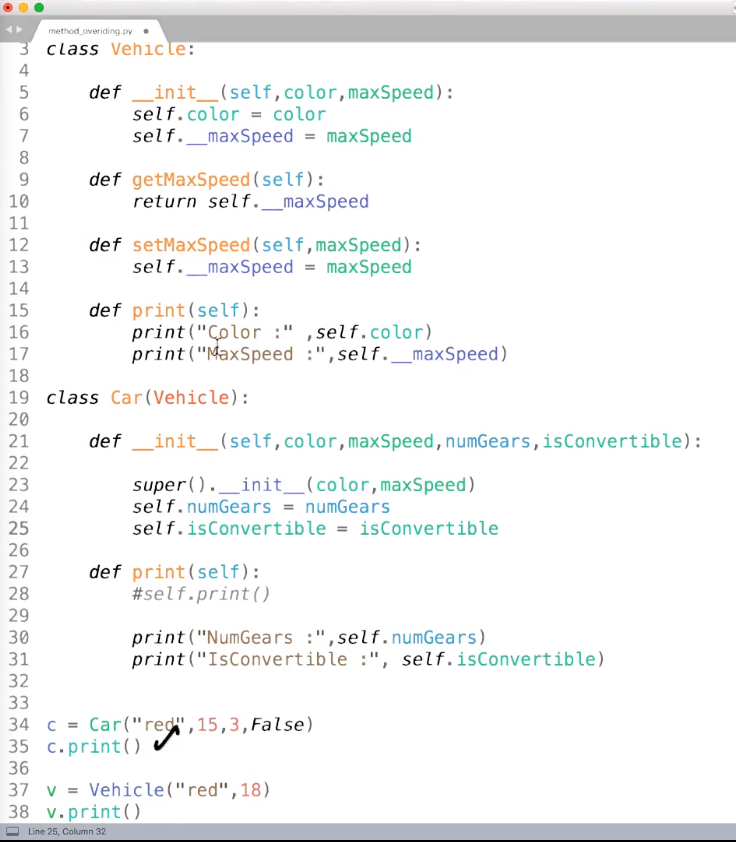 method_overiding.py
3 class Vehicle:
4
5 def __init__(self,color,maxSpeed):
6 self.color = color
7 self.__maxSpeed = maxSpeed
8
9 def getMaxSpeed(self):
10 return self.__maxSpeed
11
12 def setMaxSpeed(self,maxSpeed):
13 self.__maxSpeed = maxSpeed
14
15 def print(self):
16 print("Color :" ,self.color)
17 print("MaxSpeed :",self.__maxSpeed)
18
19 class Car(Vehicle):
20
21 def __init__(self,color,maxSpeed,numGears,isConvertible):
22
23 super().__init__(color,maxSpeed)
24 self.numGears = numGears
25 self.isConvertible = isConvertible
26
27 def print(self):
28 #self.print()
29
30 print("NumGears :",self.numGears)
31 print("IsConvertible :", self.isConvertible)
32
33
34 c = Car("red",15,3,False)
35 c.print()
36
37 v = Vehicle("red",18)
38 v.print()
Line 25, Column 32